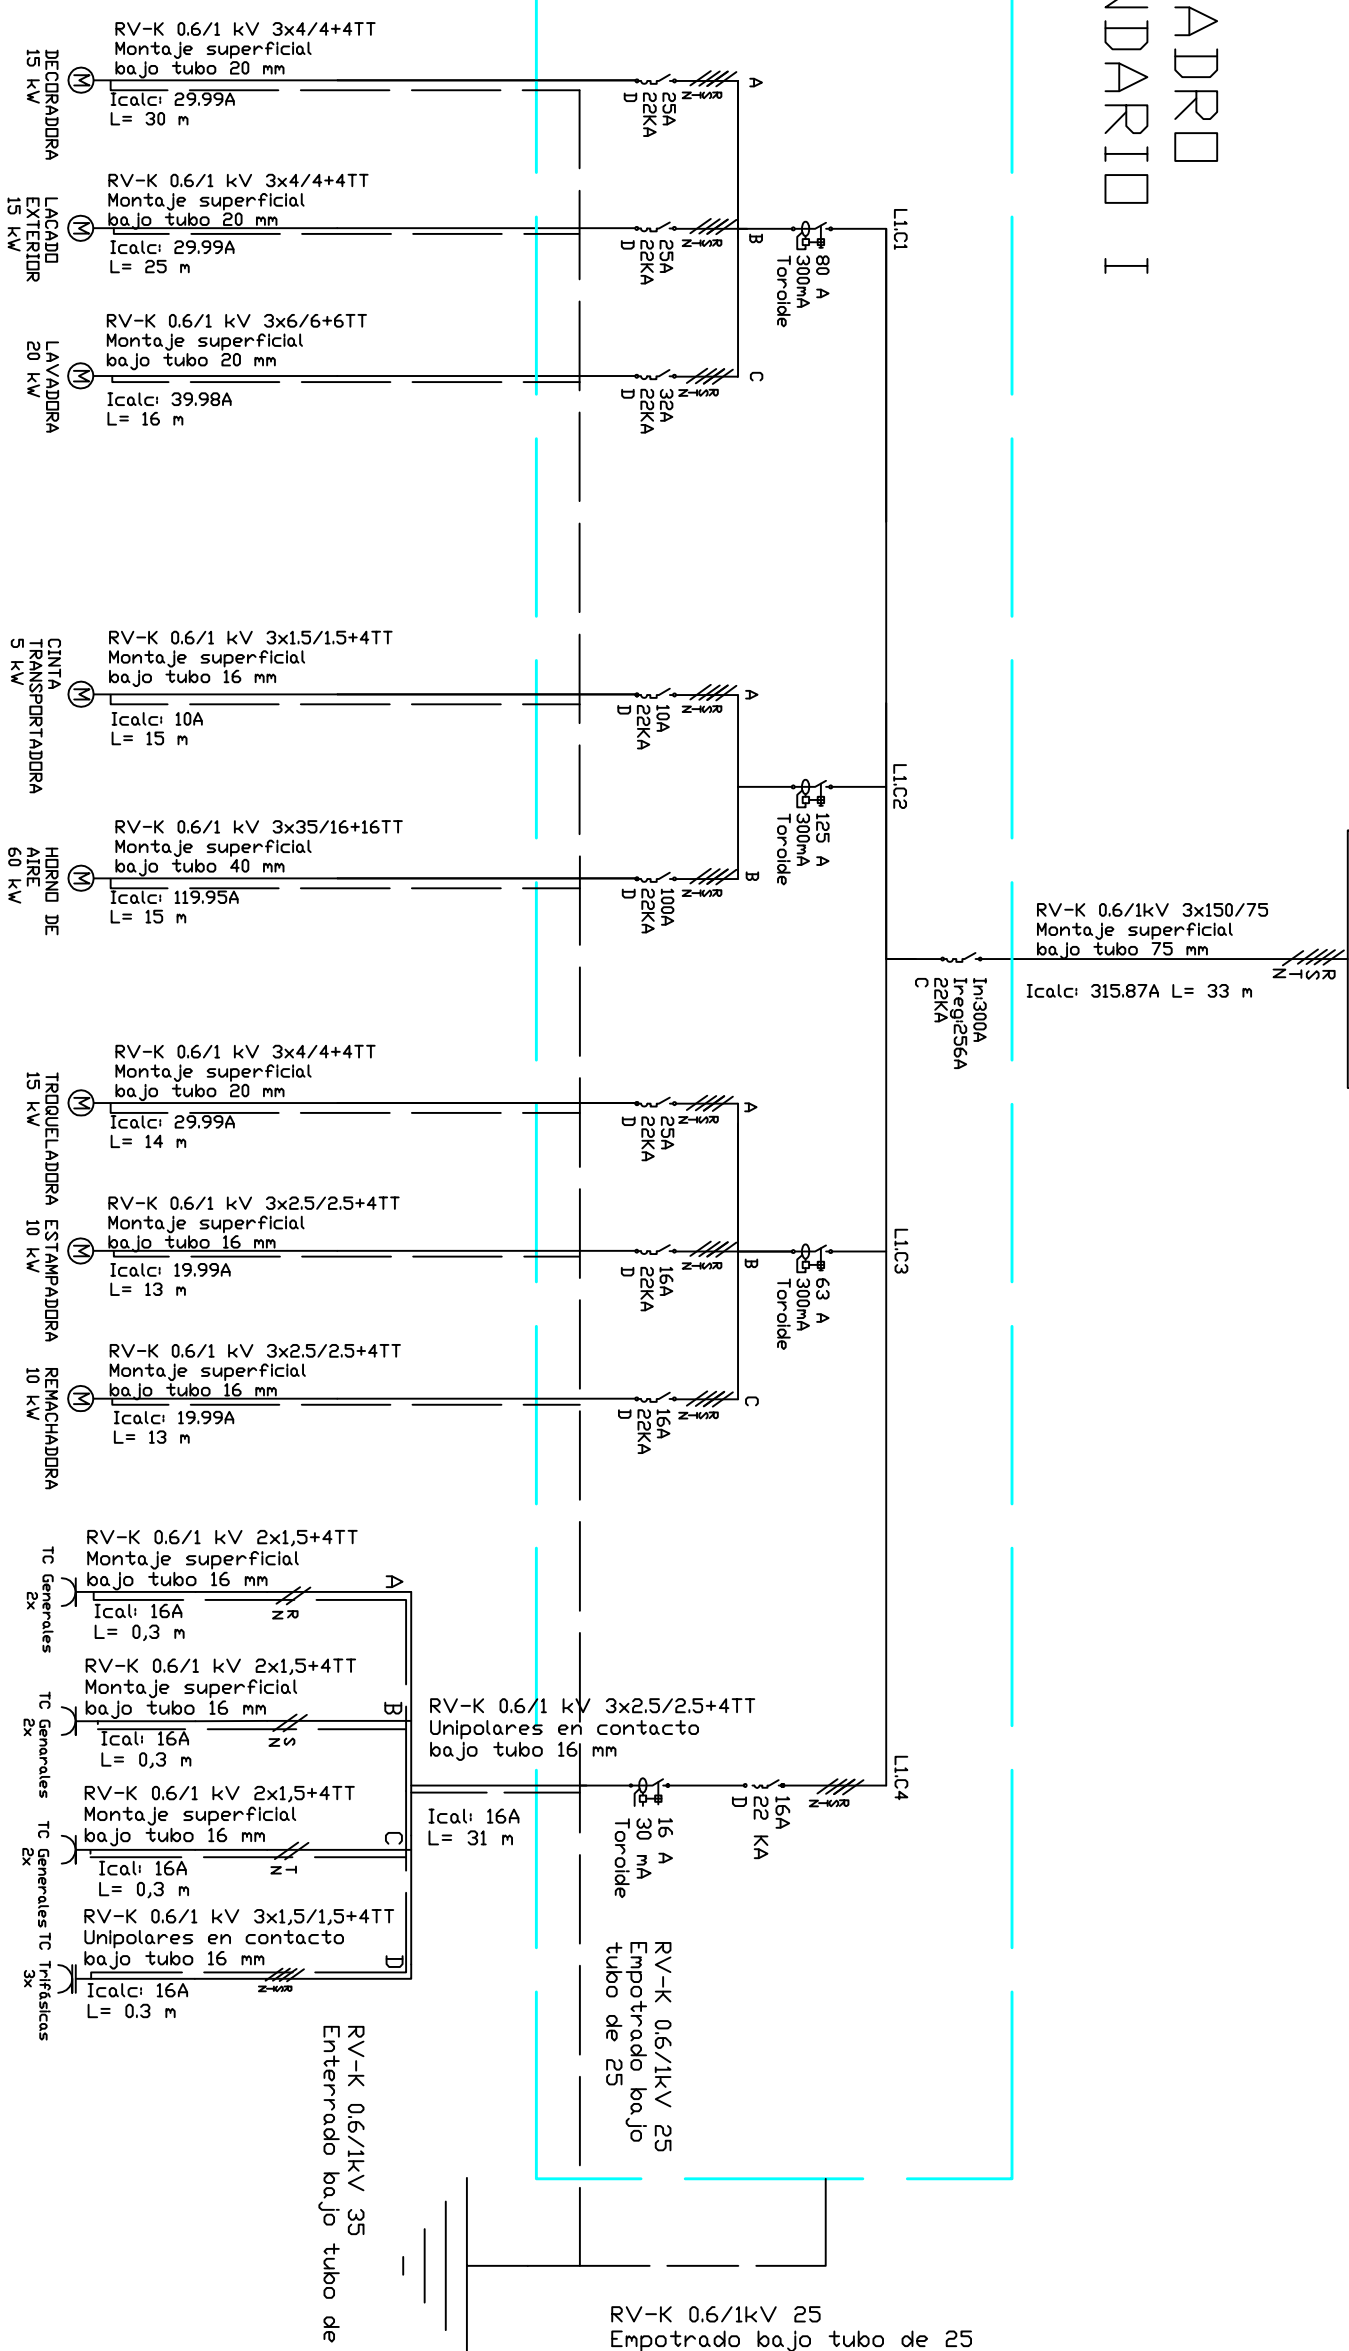 ADRO
NDARIO I
RV-K 0.6/1 kV 3x4/4+4TT
Montaje superficial
bajo tubo 20 mm
Icalc: 29.99A
L= 30 m
DECORADORA
15 kW
25A
22KA
D
RSTN
A
RV-K 0.6/1 kV 3x4/4+4TT
Montaje superficial
bajo tubo 20 mm
Icalc: 29.99A
L= 25 m
LACADO
EXTERIOR
15 kW
25A
22KA
D
RSTN
B
L1.C1
80 A
300mA
Toroide
RV-K 0.6/1 kV 3x6/6+6TT
Montaje superficial
bajo tubo 20 mm
Icalc: 39.98A
L= 16 m
LAVADORA
20 kW
32A
22KA
D
RSTN
C
RV-K 0.6/1 kV 3x1.5/1.5+4TT
Montaje superficial
bajo tubo 16 mm
Icalc: 10A
L= 15 m
CINTA
TRANSPORTADORA
5 kW
10A
22KA
D
RSTN
A
L1.C2
125 A
300mA
Toroide
RV-K 0.6/1 kV 3x35/16+16TT
Montaje superficial
bajo tubo 40 mm
Icalc: 119.95A
L= 15 m
HORNO DE
AIRE
60 kW
100A
22KA
D
RSTN
B
RV-K 0.6/1kV 3x150/75
Montaje superficial
bajo tubo 75 mm
Icalc: 315.87A L= 33 m
RSTN
In:300A
Ireg:256A
22KA
C
RV-K 0.6/1 kV 3x4/4+4TT
Montaje superficial
bajo tubo 20 mm
Icalc: 29.99A
L= 14 m
TROQUELADORA
15 kW
25A
22KA
D
RSTN
A
RV-K 0.6/1 kV 3x2.5/2.5+4TT
Montaje superficial
bajo tubo 16 mm
Icalc: 19.99A
L= 13 m
ESTAMPADORA
10 kW
16A
22KA
D
RSTN
B
L1.C3
63 A
300mA
Toroide
RV-K 0.6/1 kV 3x2.5/2.5+4TT
Montaje superficial
bajo tubo 16 mm
Icalc: 19.99A
L= 13 m
REMACHADORA
10 kW
16A
22KA
D
RSTN
C
RV-K 0.6/1 kV 2x1,5+4TT
Montaje superficial
bajo tubo 16 mm
Ical: 16A
L= 0,3 m
TC Generales
2x
RN
A
RV-K 0.6/1 kV 2x1,5+4TT
Montaje superficial
bajo tubo 16 mm
Ical: 16A
L= 0,3 m
TC Genarales
2x
SN
B
RV-K 0.6/1 kV 3x2.5/2.5+4TT
Unipolares en contacto
bajo tubo 16 mm
Ical: 16A
L= 31 m
L1.C4
RSTN
16A
22 KA
D
16 A
30 mA
Toroide
RV-K 0.6/1 kV 2x1,5+4TT
Montaje superficial
bajo tubo 16 mm
Ical: 16A
L= 0,3 m
TC Generales
2x
TN
C
RV-K 0.6/1 kV 3x1,5/1,5+4TT
Unipolares en contacto
bajo tubo 16 mm
Icalc: 16A
L= 0.3 m
TC Trifásicas
3x
RSTN
D
RV-K 0.6/1kV 25
Empotrado bajo
tubo de 25
RV-K 0.6/1kV 35
Enterrado bajo tubo de
RV-K 0.6/1kV 25
Empotrado bajo tubo de 25